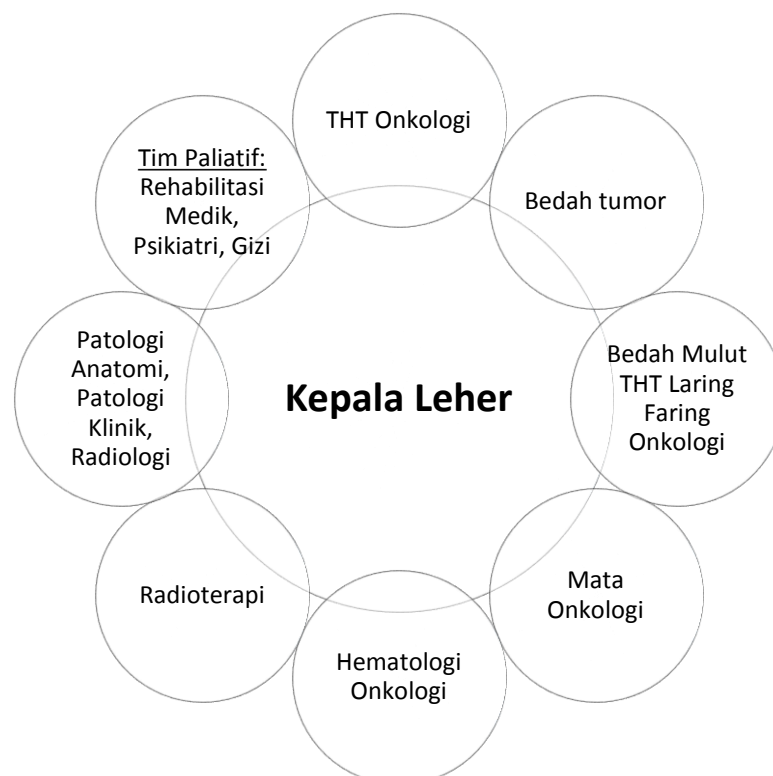 THT Onkologi
Bedah tumor
Bedah Mulut
THT Laring
Faring
Onkologi
Mata
Onkologi
Hematologi
Onkologi
Radioterapi
Patologi
Anatomi,
Patologi
Klinik,
Radiologi
Tim Paliatif:
Rehabilitasi
Medik,
Psikiatri, Gizi
Kepala Leher